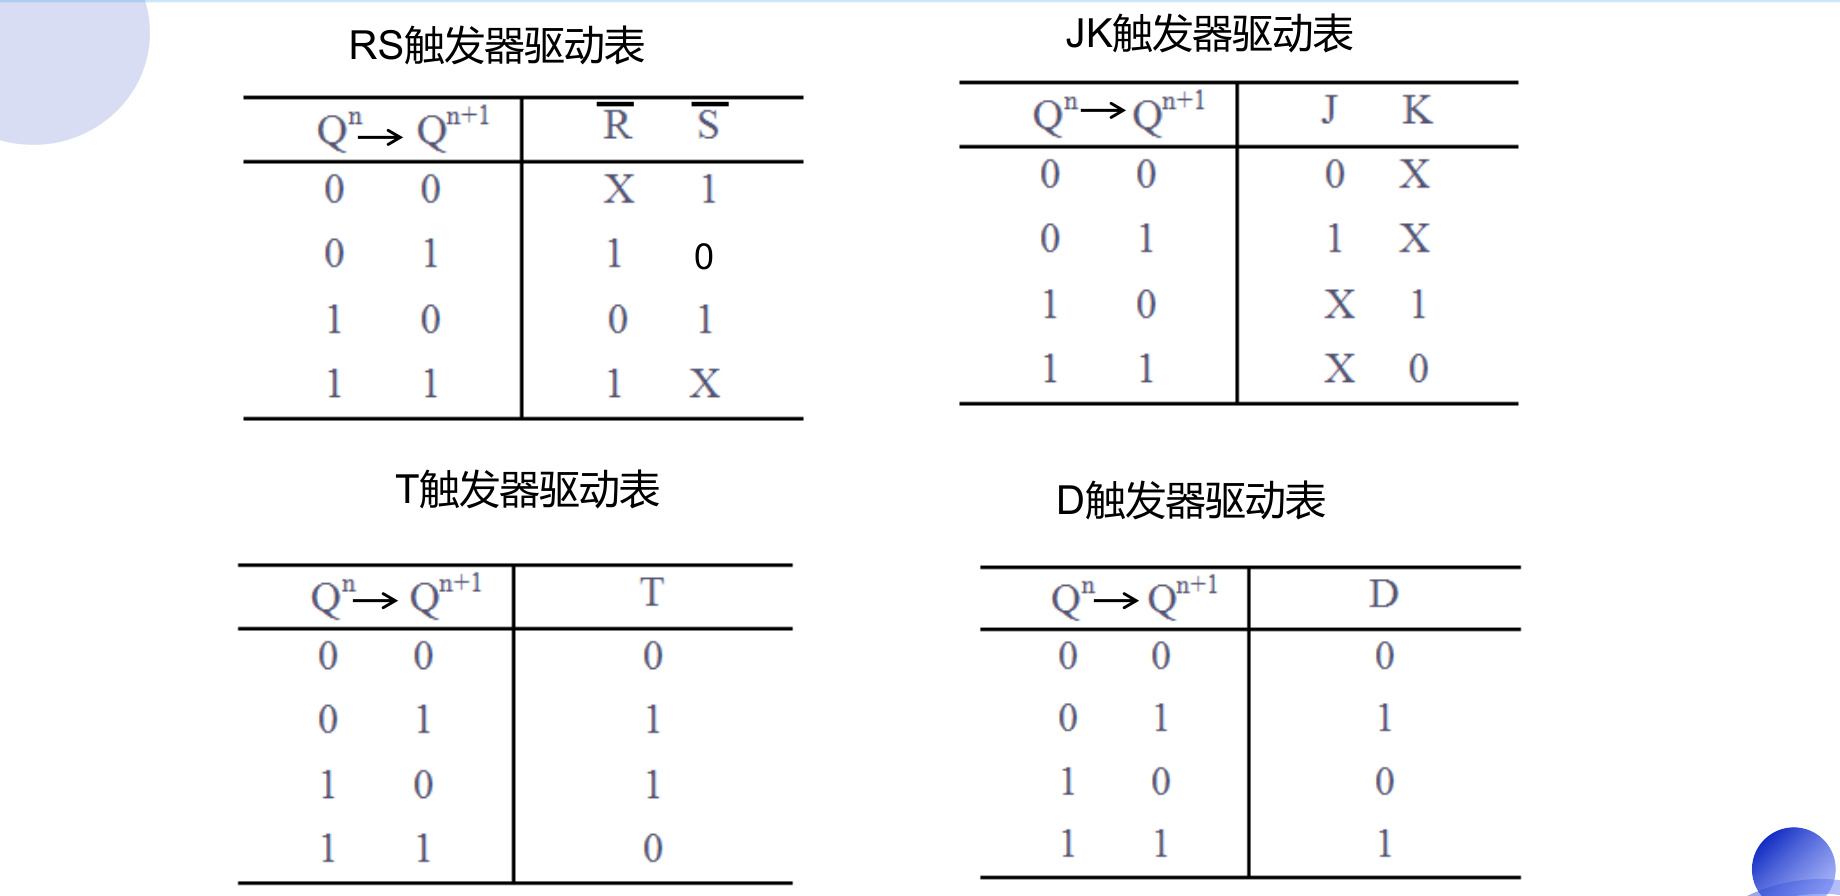 RS触发器驱动表
Qⁿ → Qⁿ⁺¹ R̅ S̅
0 0 X 1
0 1 1 0
1 0 0 1
1 1 1 X
JK触发器驱动表
Qⁿ → Qⁿ⁺¹ J K
0 0 0 X
0 1 1 X
1 0 X 1
1 1 X 0
T触发器驱动表
Qⁿ → Qⁿ⁺¹ T
0 0 0
0 1 1
1 0 1
1 1 0
D触发器驱动表
Qⁿ → Qⁿ⁺¹ D
0 0 0
0 1 1
1 0 0
1 1 1